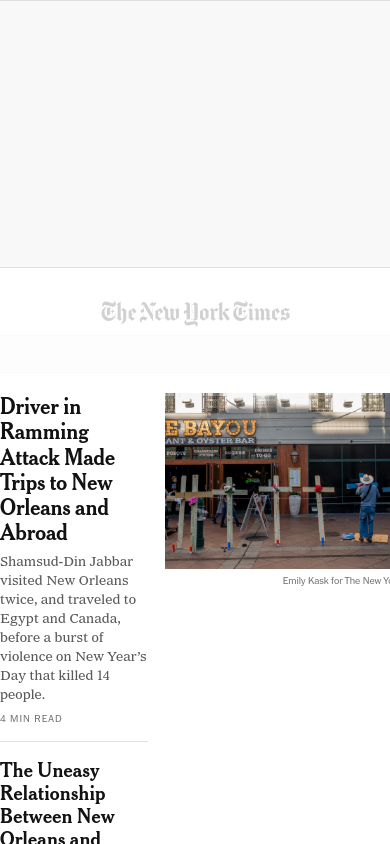 The New York Times
Driver in
Ramming
Attack Made
Trips to New
Orleans and
Abroad
Shamsud-Din Jabbar
visited New Orleans
twice, and traveled to
Egypt and Canada,
before a burst of
violence on New Year’s
Day that killed 14
people.
4 MIN READ
E BAYOU
ANT & OYSTER BAR
Emily Kask for The New Yo
The Uneasy
Relationship
Between New
Orleans and